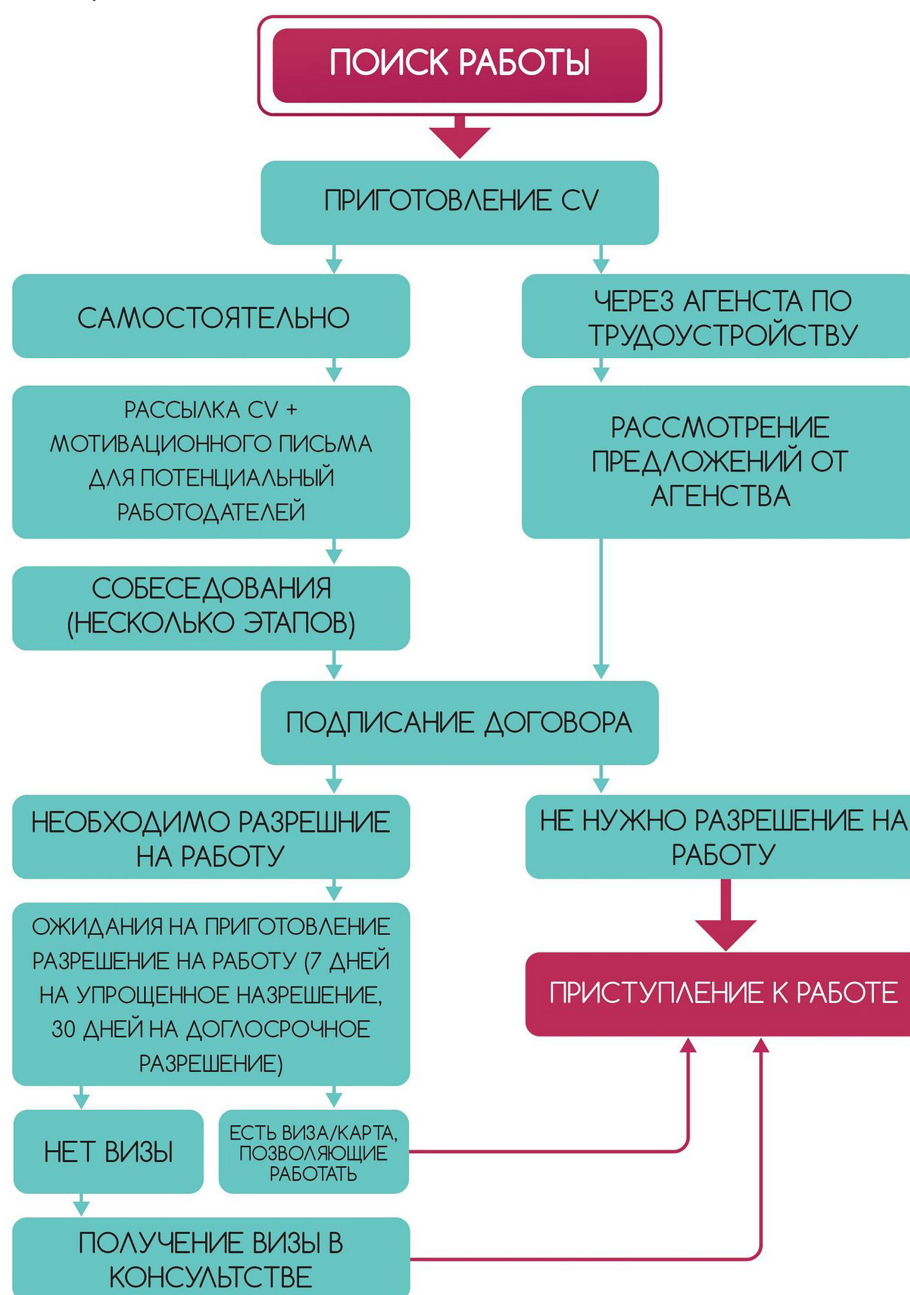 ПОИСК РАБОТЫ
ПРИГОТОВЛЕНИЕ CV
САМОСТОЯТЕЛЬНО
ЧЕРЕЗ АГЕНСТА ПО
ТРУДОУСТРОЙСТВУ
РАССЫЛКА CV +
МОТИВАЦИОННОГО ПИСЬМА
ДЛЯ ПОТЕНЦИАЛЬНЫЙ
РАБОТОДАТЕЛЕЙ
РАССМОТРЕНИЕ
ПРЕДЛОЖЕНИЙ ОТ
АГЕНСТВА
СОБЕСЕДОВАНИЯ
(НЕСКОЛЬКО ЭТАПОВ)
ПОДПИСАНИЕ ДОГОВОРА
НЕОБХОДИМО РАЗРЕШНИЕ
НА РАБОТУ
НЕ НУЖНО РАЗРЕШЕНИЕ НА
РАБОТУ
ОЖИДАНИЯ НА ПРИГОТОВЛЕНИЕ
РАЗРЕШЕНИЕ НА РАБОТУ (7 ДНЕЙ
НА УПРОЩЕННОЕ НАЗРЕШЕНИЕ,
30 ДНЕЙ НА ДОГЛОСРОЧНОЕ
РАЗРЕШЕНИЕ)
ПРИСТУПЛЕНИЕ К РАБОТЕ
НЕТ ВИЗЫ
ЕСТЬ ВИЗА/КАРТА,
ПОЗВОЛЯЮЩИЕ
РАБОТАТЬ
ПОЛУЧЕНИЕ ВИЗЫ В
КОНСУЛЬТСТВЕ